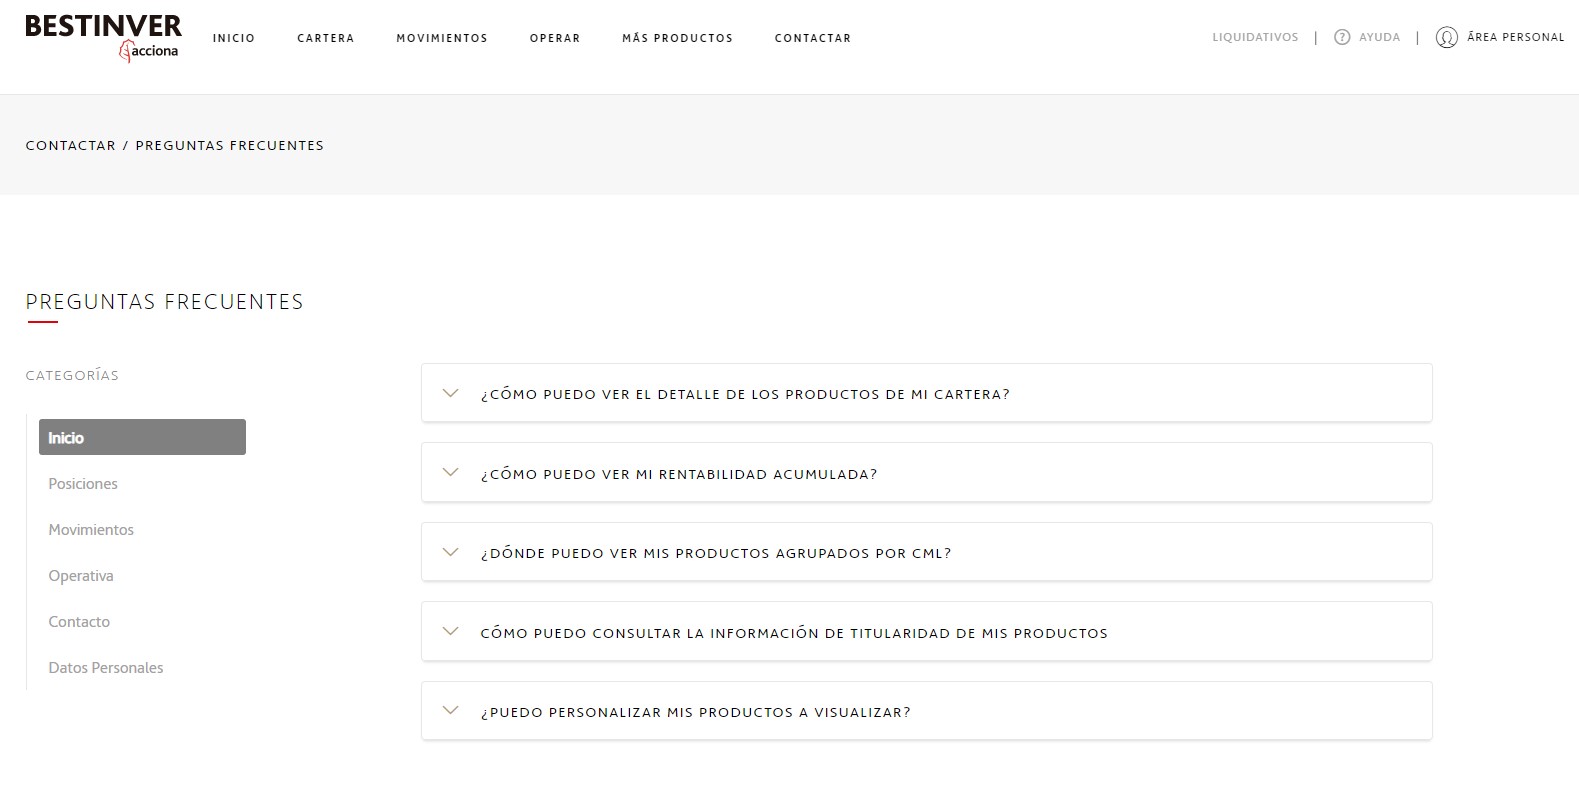 BESTINVER
acciona
INICIO CARTERA MOVIMIENTOS OPERAR MÁS PRODUCTOS CONTACTAR
LIQUIDATIVOS | ? AYUDA | ÁREA PERSONAL
CONTACTAR / PREGUNTAS FRECUENTES
PREGUNTAS FRECUENTES
CATEGORÍAS
Inicio
Posiciones
Movimientos
Operativa
Contacto
Datos Personales
¿CÓMO PUEDO VER EL DETALLE DE LOS PRODUCTOS DE MI CARTERA?
¿CÓMO PUEDO VER MI RENTABILIDAD ACUMULADA?
¿DÓNDE PUEDO VER MIS PRODUCTOS AGRUPADOS POR CML?
CÓMO PUEDO CONSULTAR LA INFORMACIÓN DE TITULARIDAD DE MIS PRODUCTOS
¿PUEDO PERSONALIZAR MIS PRODUCTOS A VISUALIZAR?